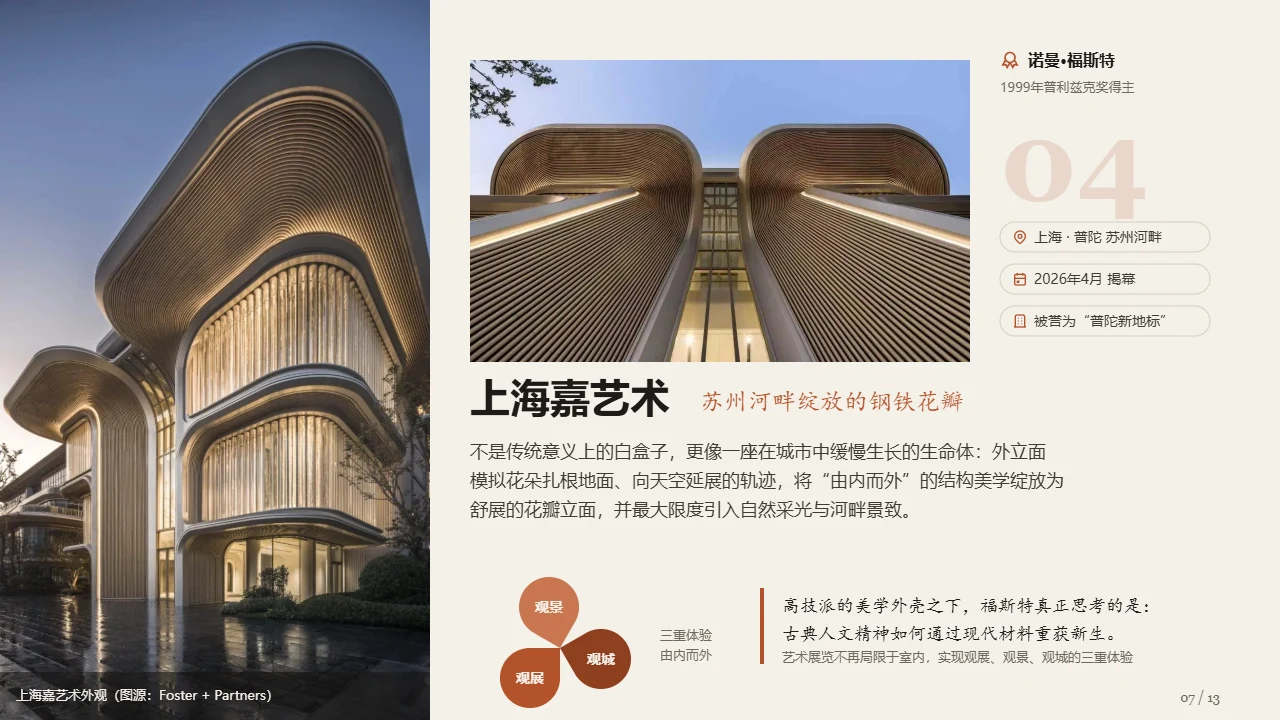 诺曼•福斯特
1999年普利兹克奖得主
04
上海 · 普陀 苏州河畔
2026年4月 揭幕
被誉为“普陀新地标”
上海嘉艺术
苏州河畔绽放的钢铁花瓣
不是传统意义上的白盒子，更像一座在城市中缓慢生长的生命体：外立面
模拟花朵扎根地面、向天空延展的轨迹，将“由内而外”的结构美学绽放为
舒展的花瓣立面，并最大限度引入自然采光与河畔景致。
观景
观城
观展
三重体验
由内而外
高技派的美学外壳之下，福斯特真正思考的是：
古典人文精神如何通过现代材料重获新生。
艺术展览不再局限于室内，实现观展、观景、观城的三重体验
上海嘉艺术外观（图源：Foster + Partners）
07 / 13